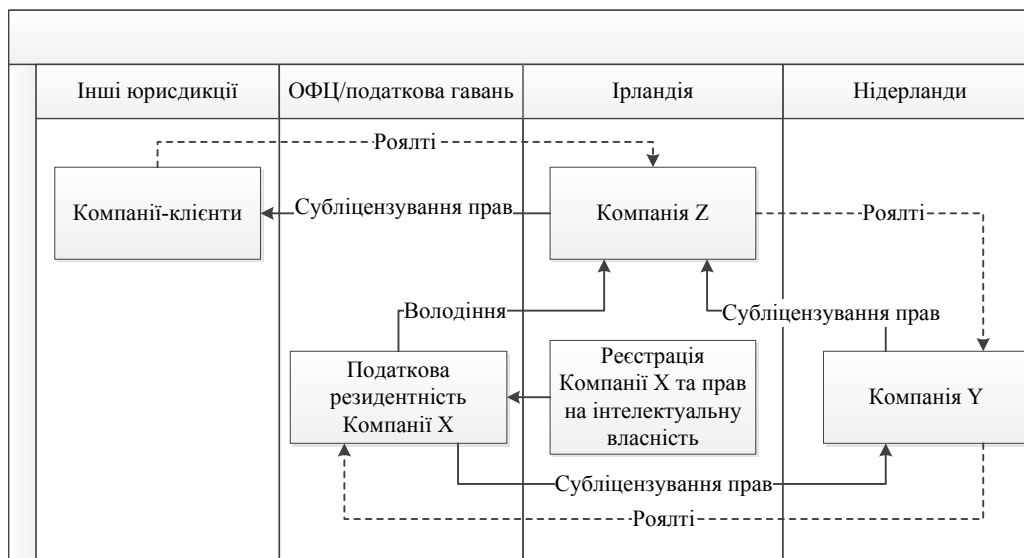 Інші юрисдикції
ОФЦ/податкова гавань
Ірландія
Нідерланди
Роялті
Компанії-клієнти
Субліцензування прав
Компанія Z
Роялті
Володіння
Субліцензування прав
Податкова
резидентність
Компанії X
Реєстрація
Компанії X та прав
на інтелектуальну
власність
Компанія Y
Субліцензування прав
Роялті